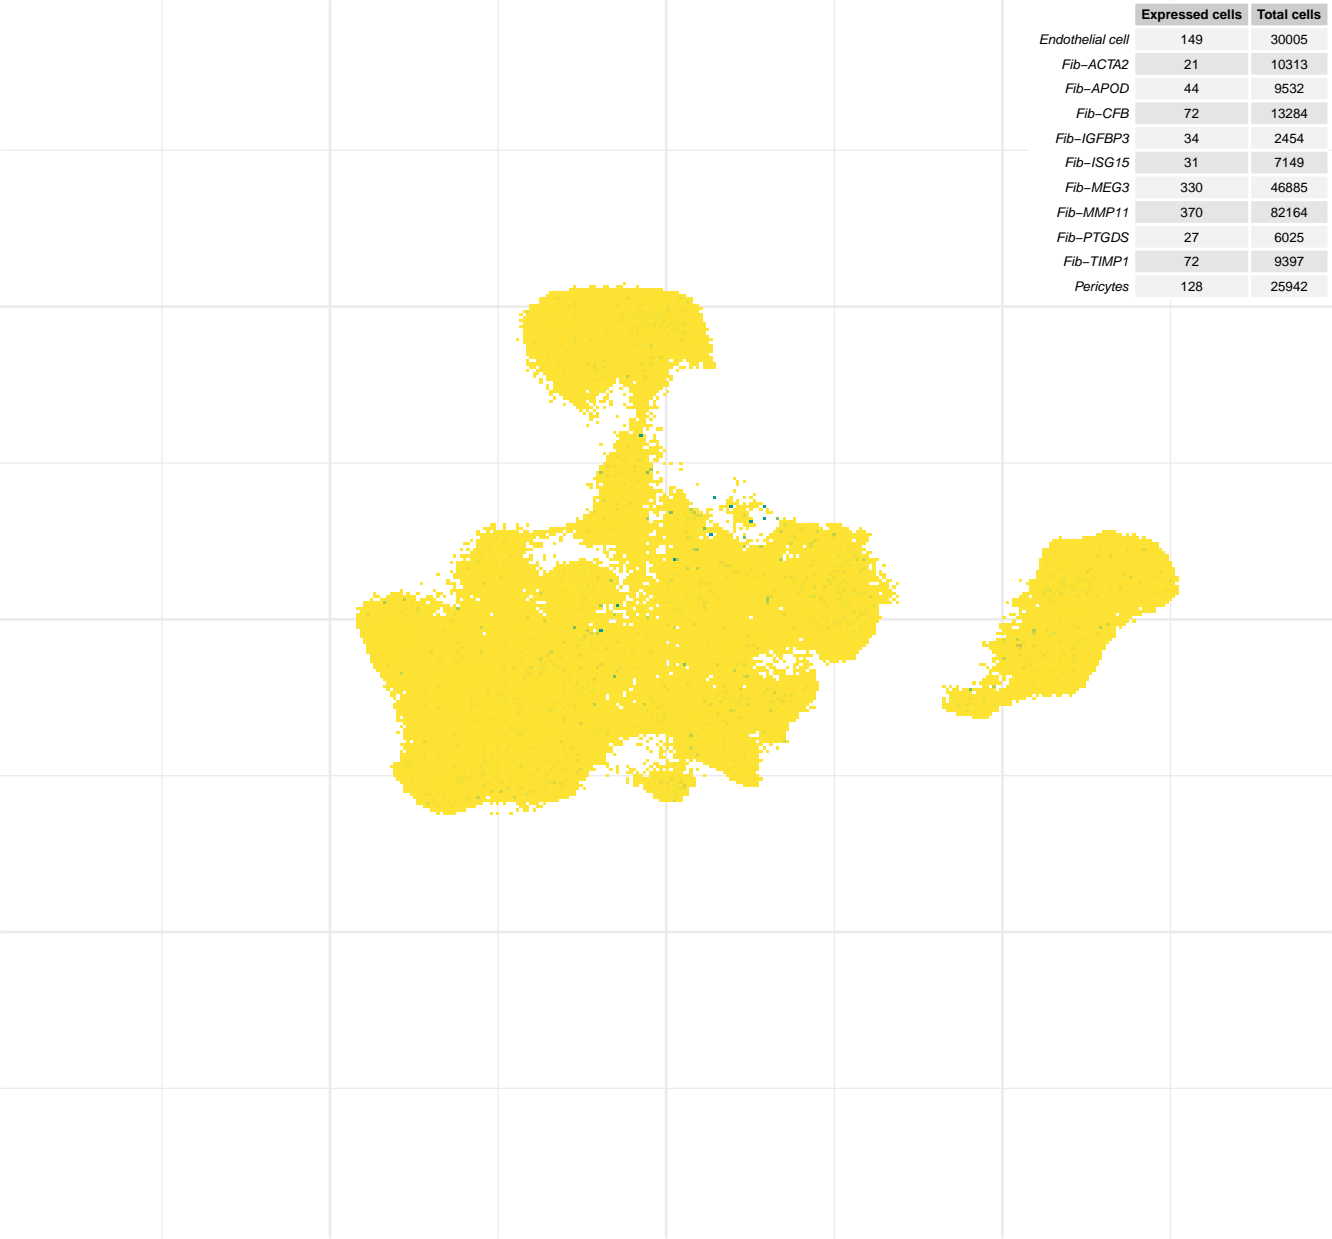 Expressed cells Total cells
Endothelial cell 149 30005
Fib−ACTA2 21 10313
Fib−APOD 44 9532
Fib−CFB 72 13284
Fib−IGFBP3 34 2454
Fib−ISG15 31 7149
Fib−MEG3 330 46885
Fib−MMP11 370 82164
Fib−PTGDS 27 6025
Fib−TIMP1 72 9397
Pericytes 128 25942